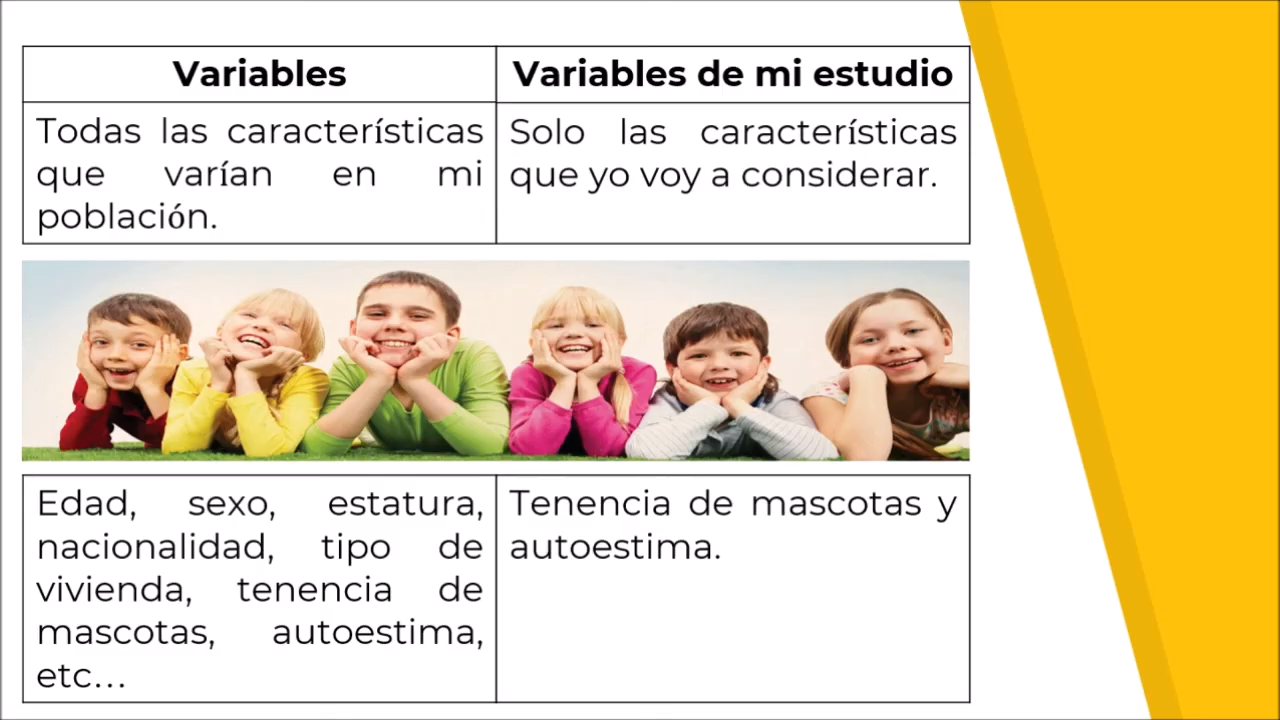 Variables
Variables de mi estudio
Todas las características
que varían en mi
población.
Solo las características
que yo voy a considerar.
Edad, sexo, estatura,
nacionalidad, tipo de
vivienda, tenencia de
mascotas, autoestima,
etc...
Tenencia de mascotas y
autoestima.